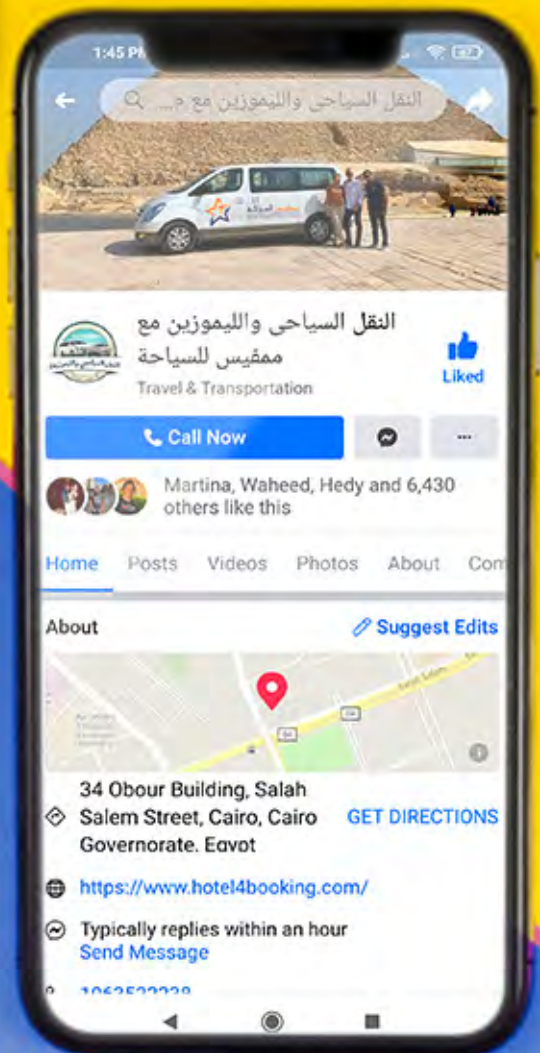 1:45 PM
النقل السياحى والليموزين مع م...
النقل السياحى والليموزين مع
ممفيس للسياحة
Travel & Transportation
Liked
Call Now
Martina, Waheed, Hedy and 6,430
others like this
Home Posts Videos Photos About Com
About
Suggest Edits
34 Obour Building, Salah
Salem Street, Cairo, Cairo
Governorate. Egypt
GET DIRECTIONS
https://www.hotel4booking.com/
Typically replies within an hour
Send Message